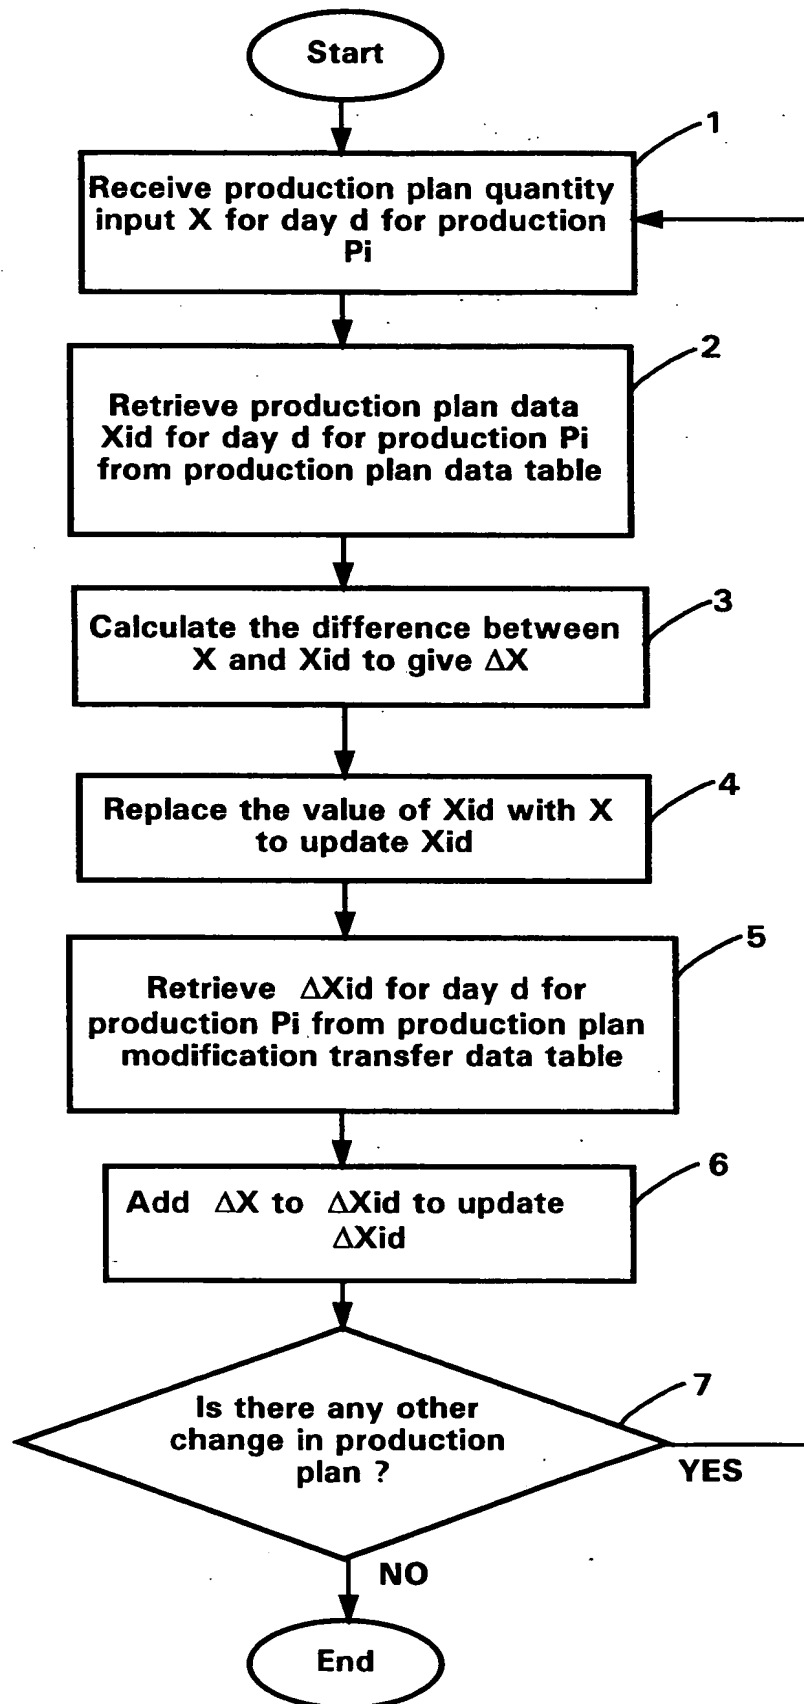 Start
1
Receive production plan quantity
input X for day d for production
Pi
2
Retrieve production plan data
Xid for day d for production Pi
from production plan data table
3
Calculate the difference between
X and Xid to give ΔX
4
Replace the value of Xid with X
to update Xid
5
Retrieve ΔXid for day d for
production Pi from production plan
modification transfer data table
6
Add ΔX to ΔXid to update
ΔXid
7
Is there any other
change in production
plan ?
YES
NO
End